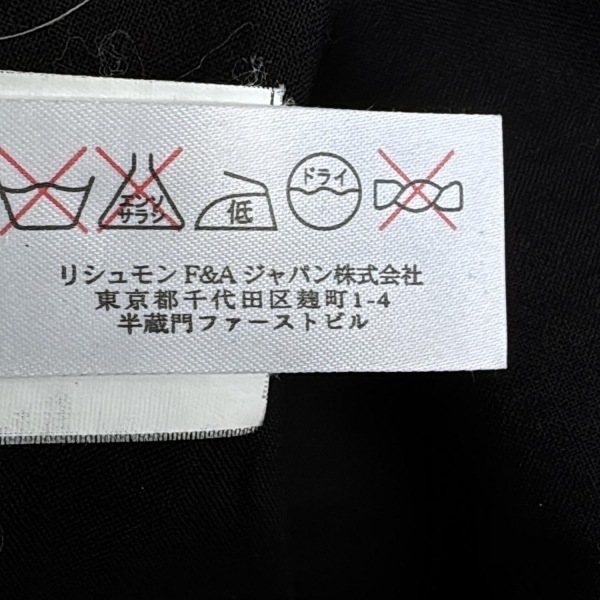 エンソ
サラシ
低
ドライ
リシュモン F&A ジャパン株式会社
東京都千代田区麹町1-4
半蔵門ファーストビル